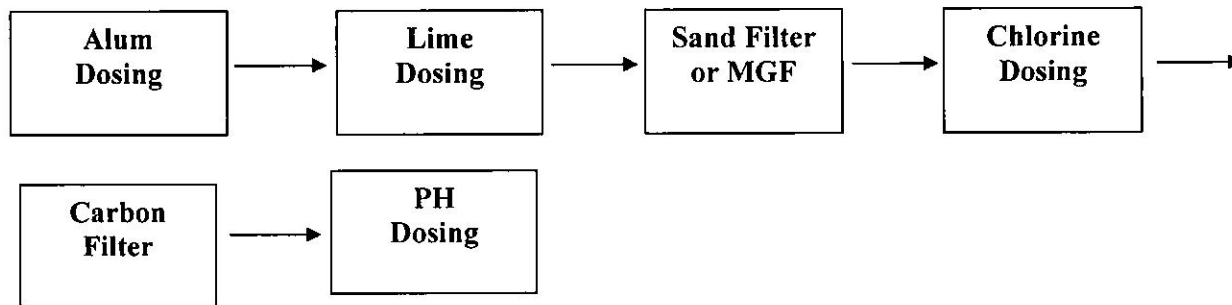 Alum
Dosing
Lime
Dosing
Sand Filter
or MGF
Chlorine
Dosing
Carbon
Filter
PH
Dosing